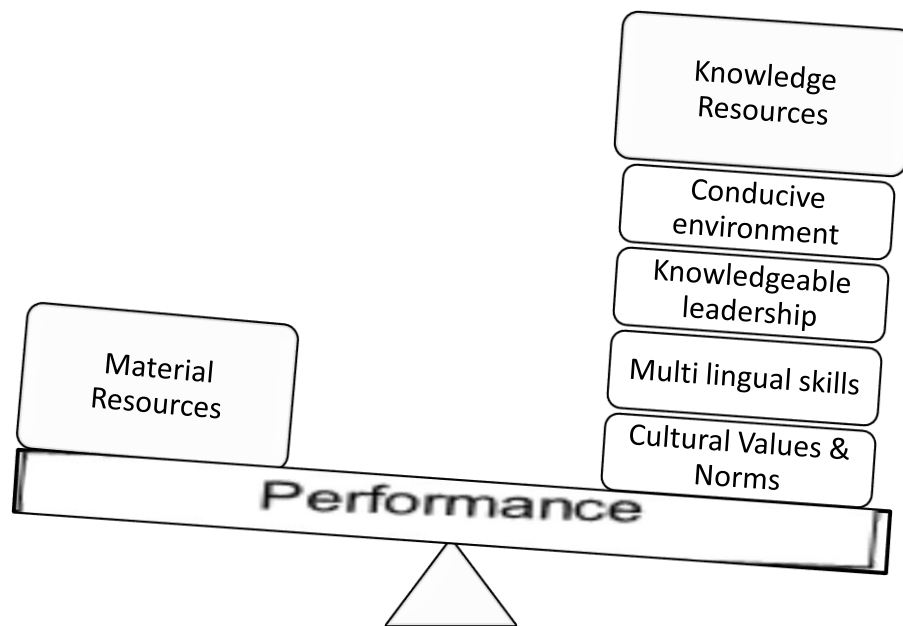 Knowledge
Resources
Conducive
environment
Knowledgeable
leadership
Material
Resources
Multi lingual skills
Cultural Values &
Norms
Performance